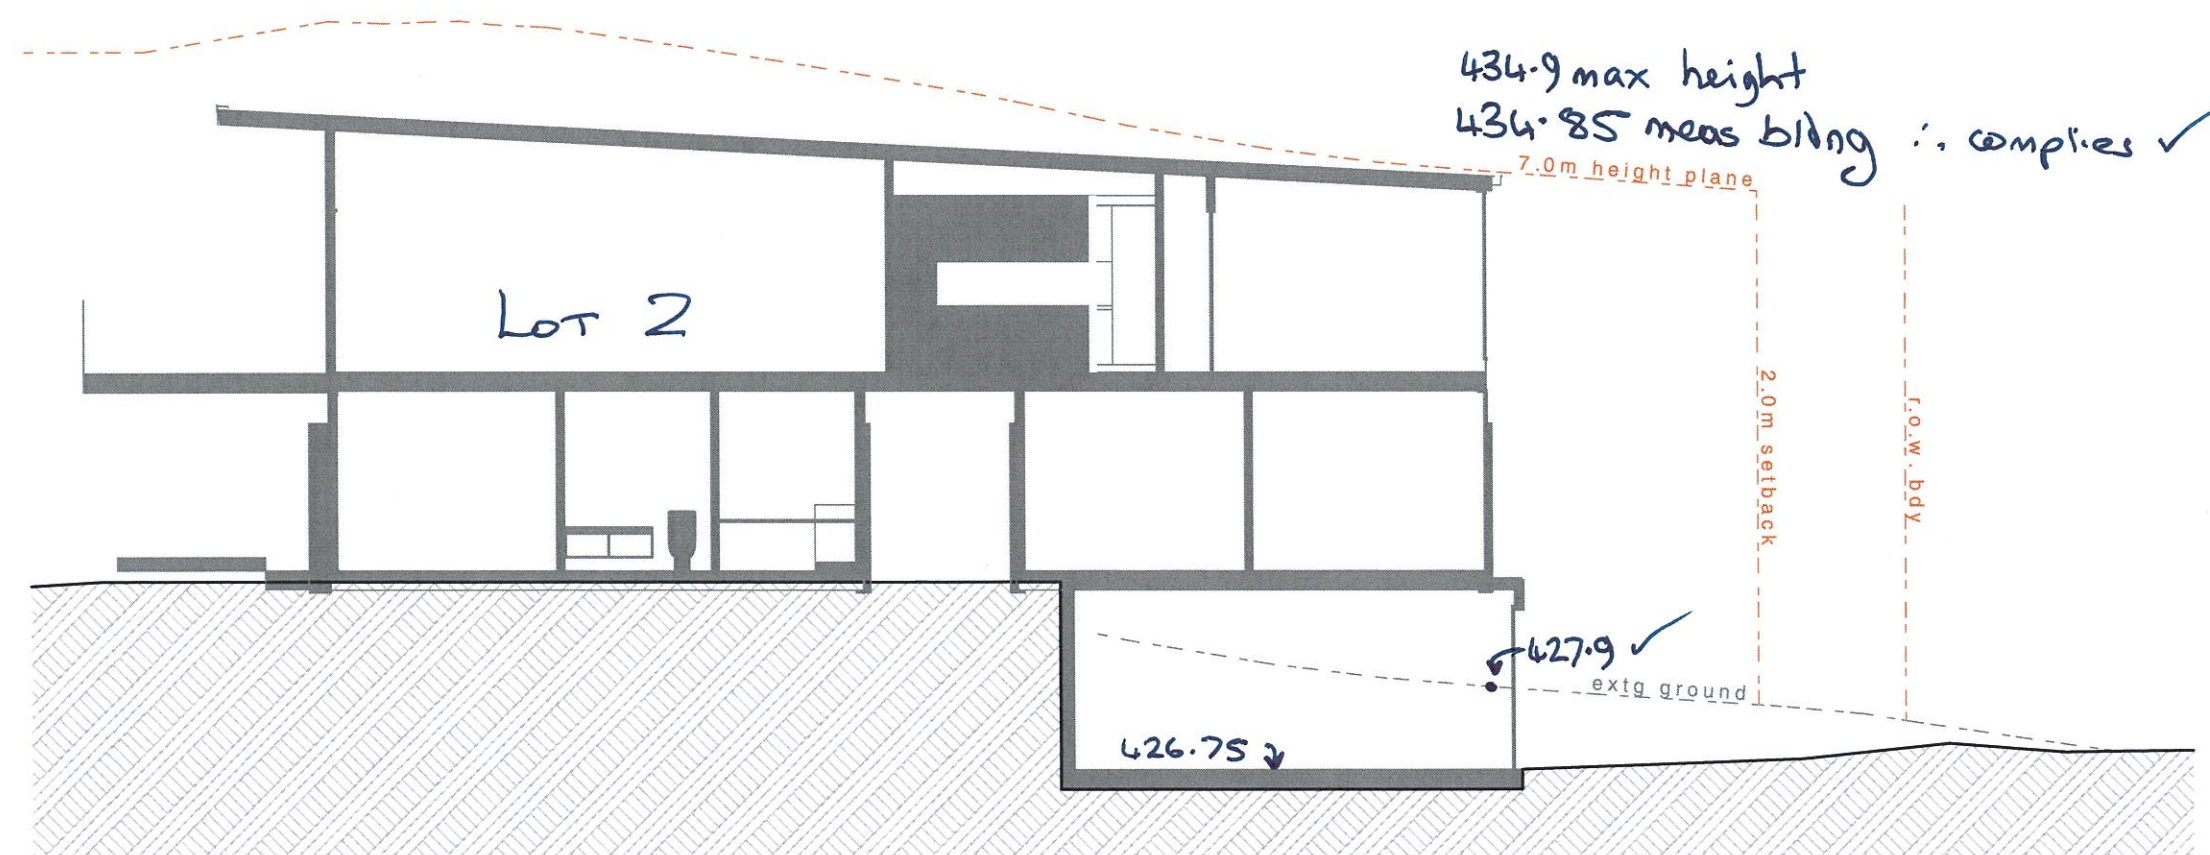 434.9 max height
434.85 meas bldng ∴ complies ✓
7.0m height plane
LOT 2
2.0m setback
r.o.w. bdy
427.9 ✓
extg ground
426.75